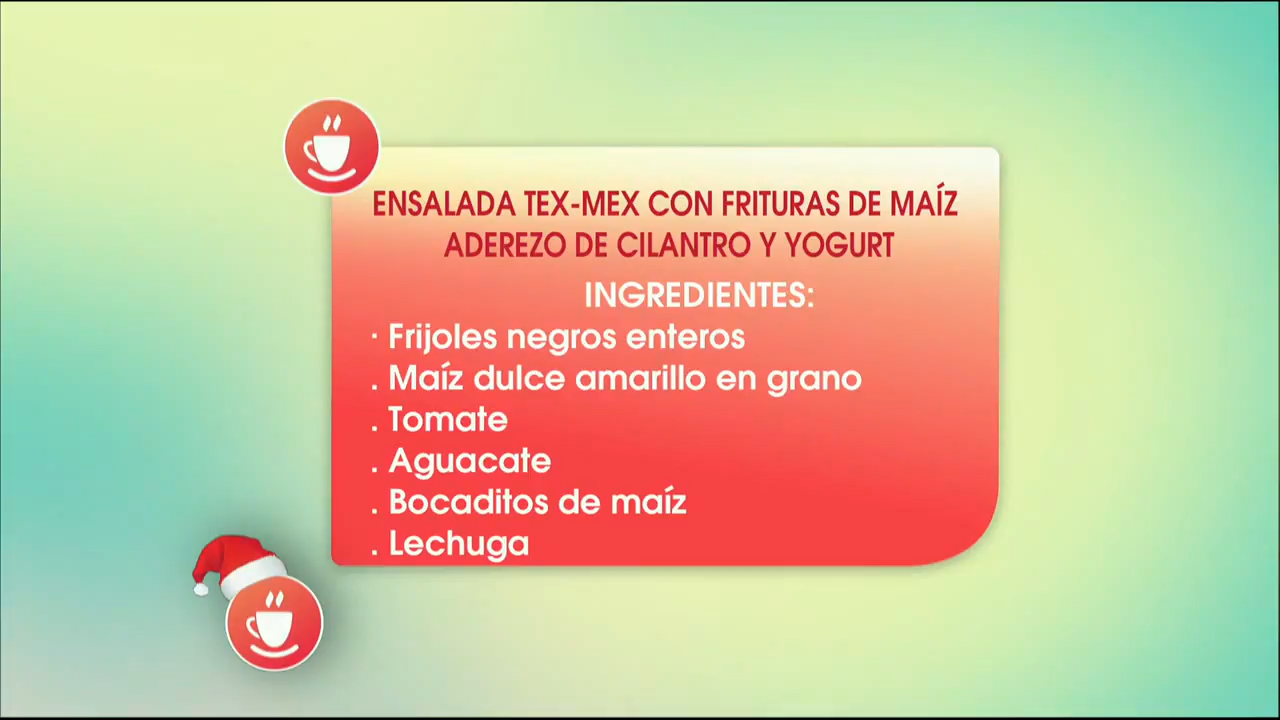 ENSALADA TEX-MEX CON FRITURAS DE MAÍZ
ADEREZO DE CILANTRO Y YOGURT
INGREDIENTES:
· Frijoles negros enteros
. Maíz dulce amarillo en grano
. Tomate
. Aguacate
. Bocaditos de maíz
. Lechuga